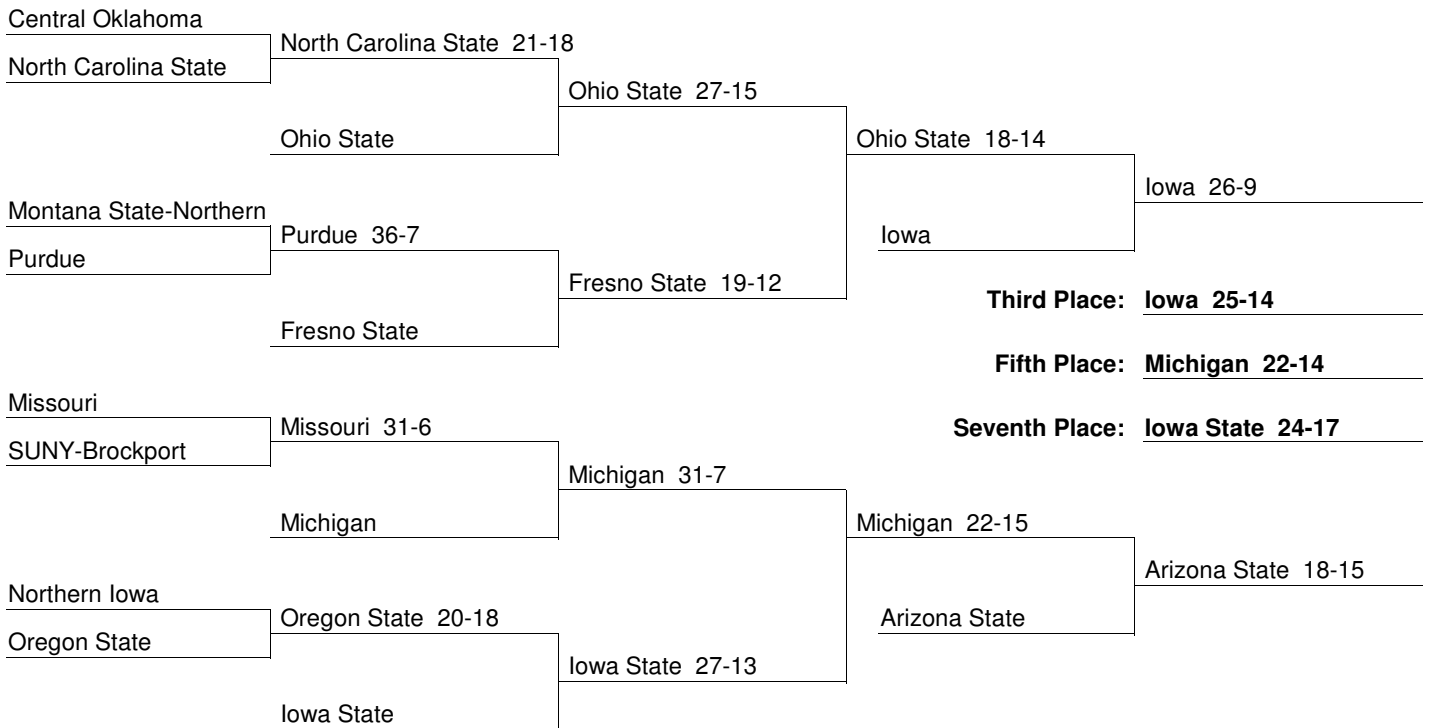 Central Oklahoma
North Carolina State 21-18
North Carolina State
Ohio State 27-15
Ohio State
Ohio State 18-14
Iowa 26-9
Montana State-Northern
Purdue 36-7
Iowa
Purdue
Fresno State 19-12
Third Place: Iowa 25-14
Fresno State
Fifth Place: Michigan 22-14
Missouri
Missouri 31-6
Seventh Place: Iowa State 24-17
SUNY-Brockport
Michigan 31-7
Michigan
Michigan 22-15
Arizona State 18-15
Northern Iowa
Oregon State 20-18
Arizona State
Oregon State
Iowa State 27-13
Iowa State